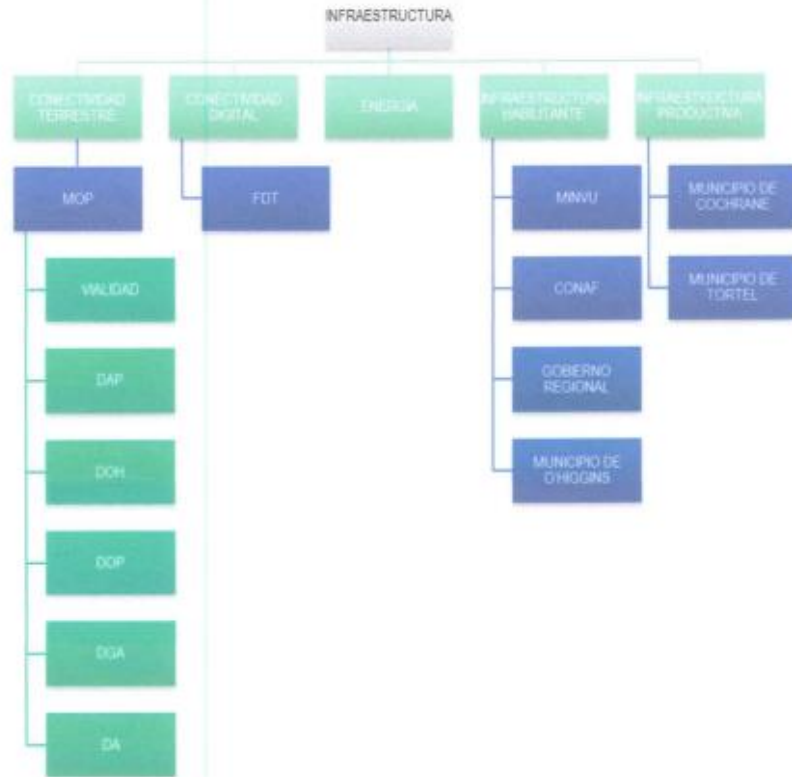 INFRAESTRUCTURA
CONECTIVIDAD
TERRESTRE
CONECTIVIDAD
DIGITAL
ENERGIA
INFRAESTRUCTURA
HABILITANTE
INFRAESTRUCTURA
PRODUCTIVA
MOP
FDT
MINVU
MUNICIPIO DE
COCHRANE
VIALIDAD
CONAF
MUNICIPIO DE
TORTEL
DAP
GOBIERNO
REGIONAL
DOH
MUNICIPIO DE
O'HIGGINS
DOP
DGA
DA